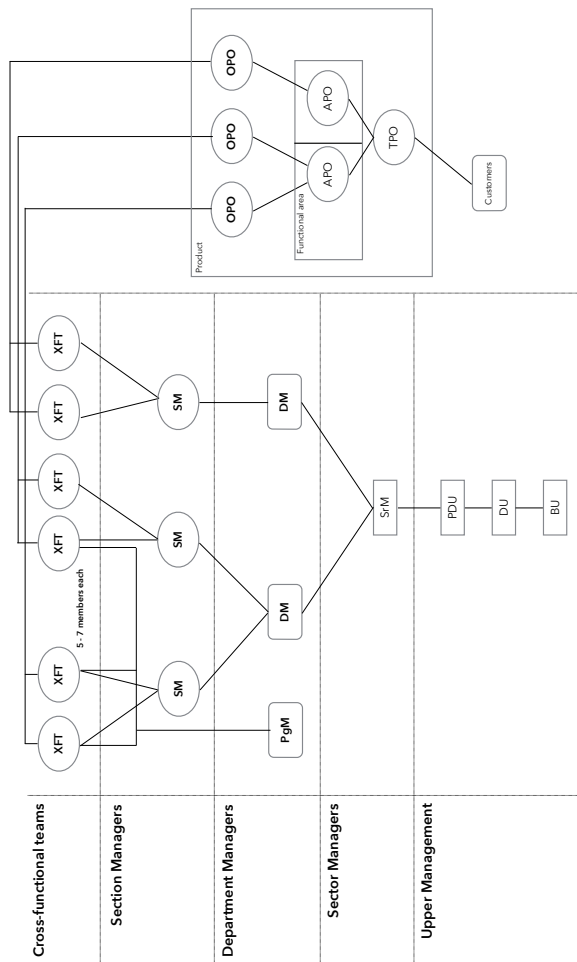 Cross-functional teams
XFT
XFT
XFT
XFT
XFT
XFT
5 - 7 members each
Section Managers
SM
SM
SM
Department Managers
PgM
DM
DM
Sector Managers
SrM
Upper Management
PDU
DU
BU
Product
OPO
OPO
OPO
Functional area
APO
APO
TPO
Customers